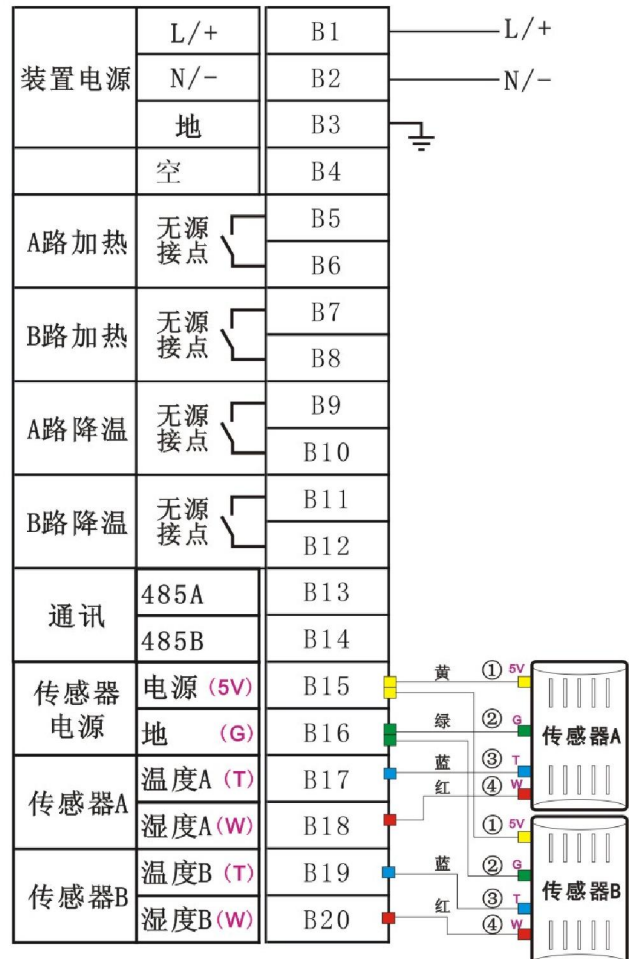 装置电源
L/+
B1
L/+
N/-
B2
N/-
地
B3
空
B4
A路加热
无源
接点
B5
B6
B路加热
无源
接点
B7
B8
A路降温
无源
接点
B9
B10
B路降温
无源
接点
B11
B12
通讯
485A
B13
485B
B14
传感器
电源
电源 (5V)
B15
地 (G)
B16
传感器A
温度A (T)
B17
湿度A(W)
B18
传感器B
温度B (T)
B19
湿度B(W)
B20
黄 ① 5V
绿 ② G
蓝 ③ T
红 ④ W
传感器A
① 5V
② G
蓝 ③ T
红 ④ W
传感器B